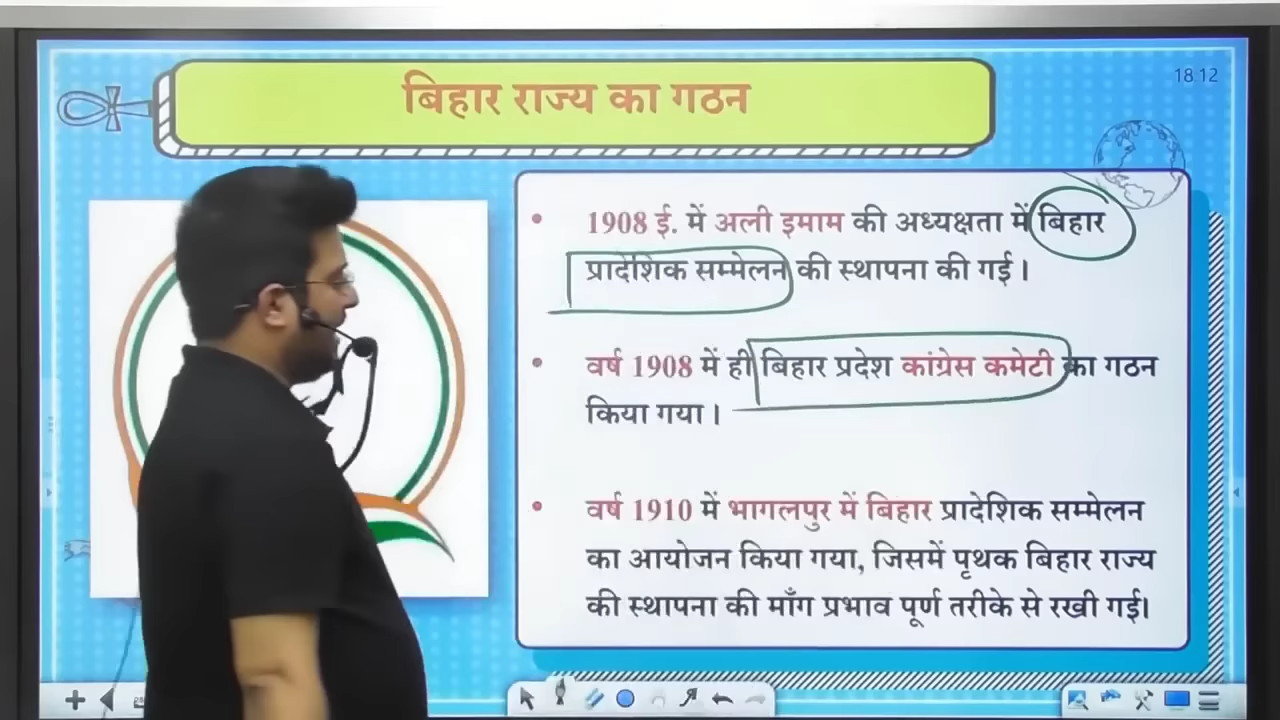 18.12
बिहार राज्य का गठन
• 1908 ई. में अली इमाम की अध्यक्षता में बिहार
प्रादेशिक सम्मेलन की स्थापना की गई।
• वर्ष 1908 में ही बिहार प्रदेश कांग्रेस कमेटी का गठन
किया गया।
• वर्ष 1910 में भागलपुर में बिहार प्रादेशिक सम्मेलन
का आयोजन किया गया, जिसमें पृथक बिहार राज्य
की स्थापना की माँग प्रभाव पूर्ण तरीके से रखी गई।